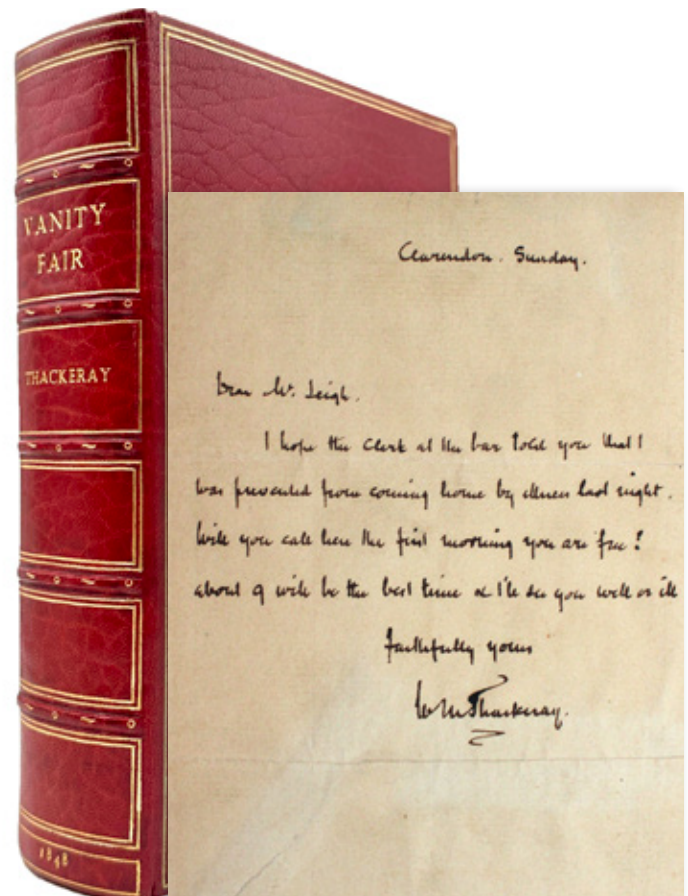 VANITY
FAIR
THACKERAY
1848
Clarendon. Sunday.
Dear Mr. Leigh.
I hope the Clerk at the bar told you that I
was prevented from coming home by illness last night.
Will you call here the first morning you are free?
about 9 will be the best time & I'll see you well or ill
Faithfully yours
W M Thackeray.